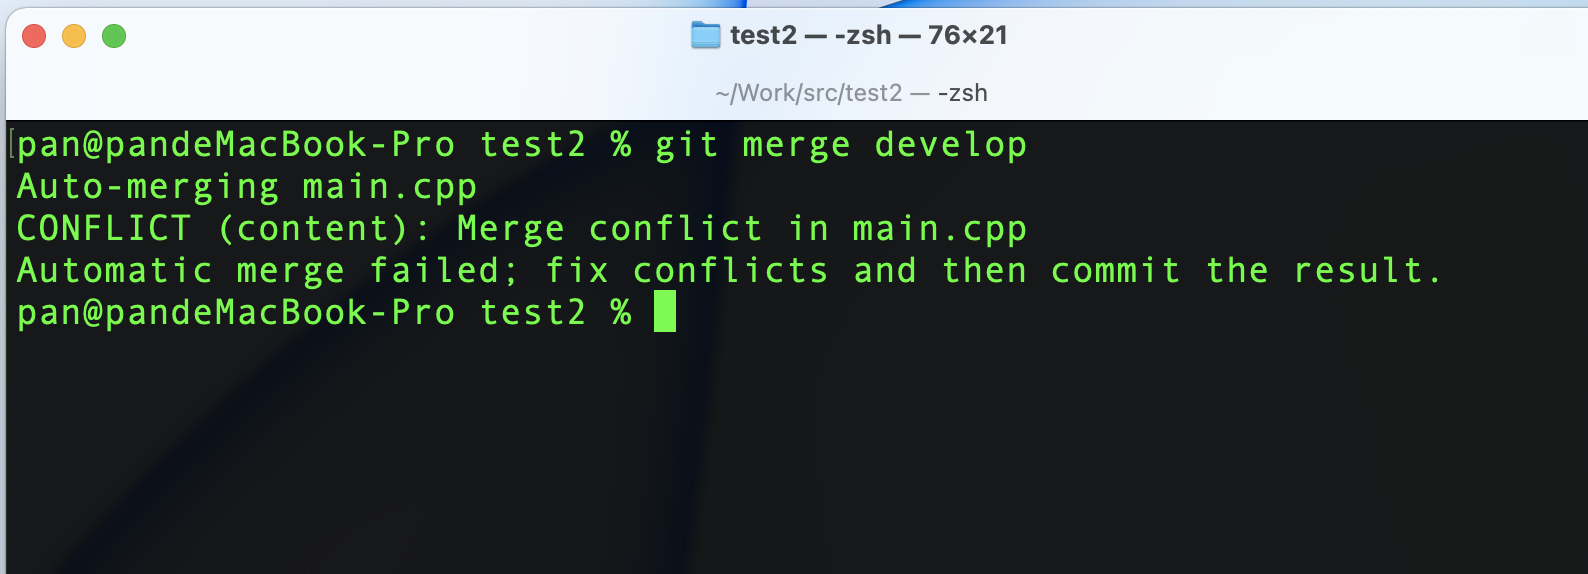 test2 — -zsh — 76×21
~/Work/src/test2 — -zsh
[pan@pandeMacBook-Pro test2 % git merge develop
Auto-merging main.cpp
CONFLICT (content): Merge conflict in main.cpp
Automatic merge failed; fix conflicts and then commit the result.
pan@pandeMacBook-Pro test2 %